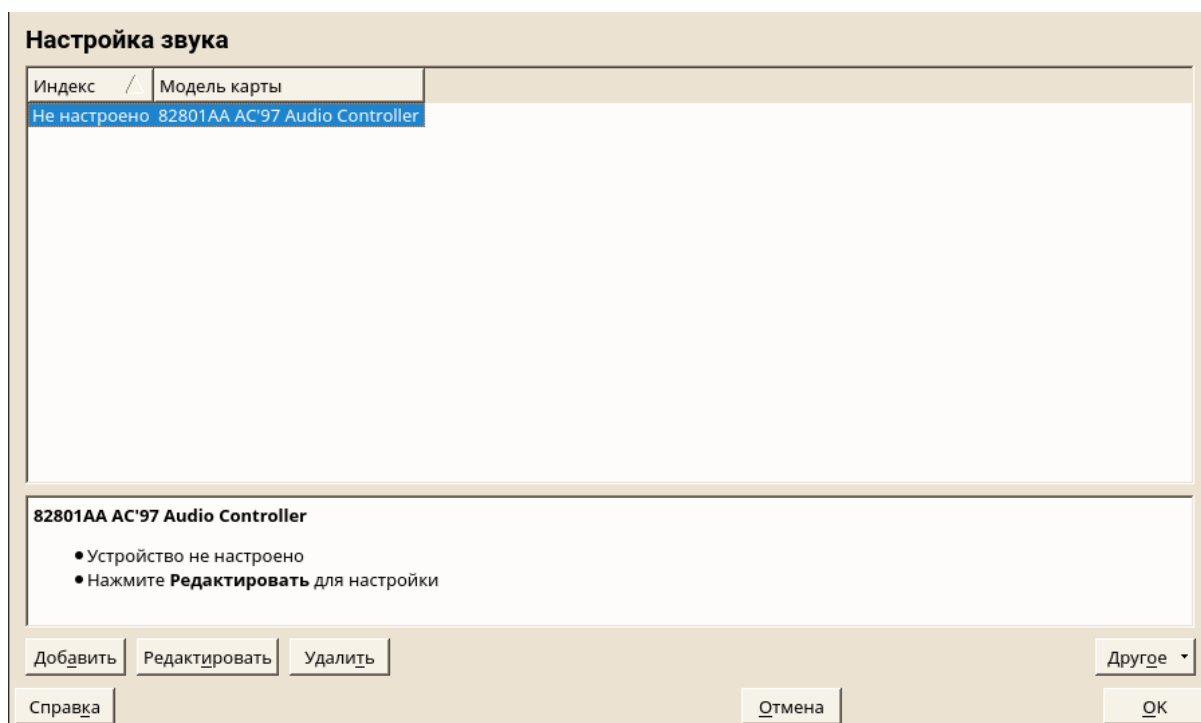 Настройка звука
Индекс Модель карты
Не настроено 82801AA AC'97 Audio Controller
82801AA AC'97 Audio Controller
● Устройство не настроено
● Нажмите Редактировать для настройки
Добавить Редактировать Удалить Другое
Справка Отмена OK